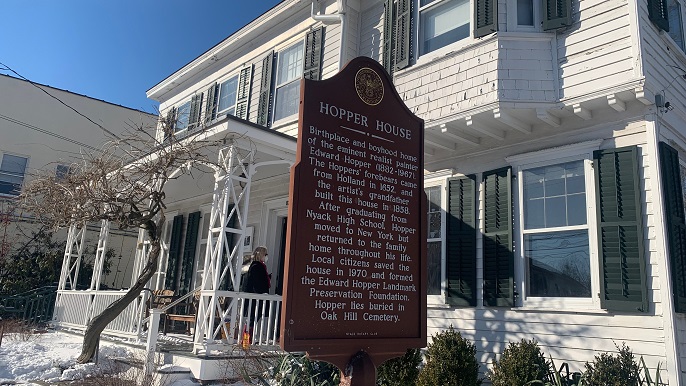 HOPPER HOUSE
Birthplace and boyhood home
of the eminent realist painter
Edward Hopper (1882-1967).
The Hoppers' forebears came
from Holland in 1652, and
the artist's grandfather
built this house in 1858.
After graduating from
Nyack High School, Hopper
moved to New York but
returned to the family
home throughout his life.
Local citizens saved the
house in 1970 and formed
the Edward Hopper Landmark
Preservation Foundation.
Hopper lies buried in
Oak Hill Cemetery.